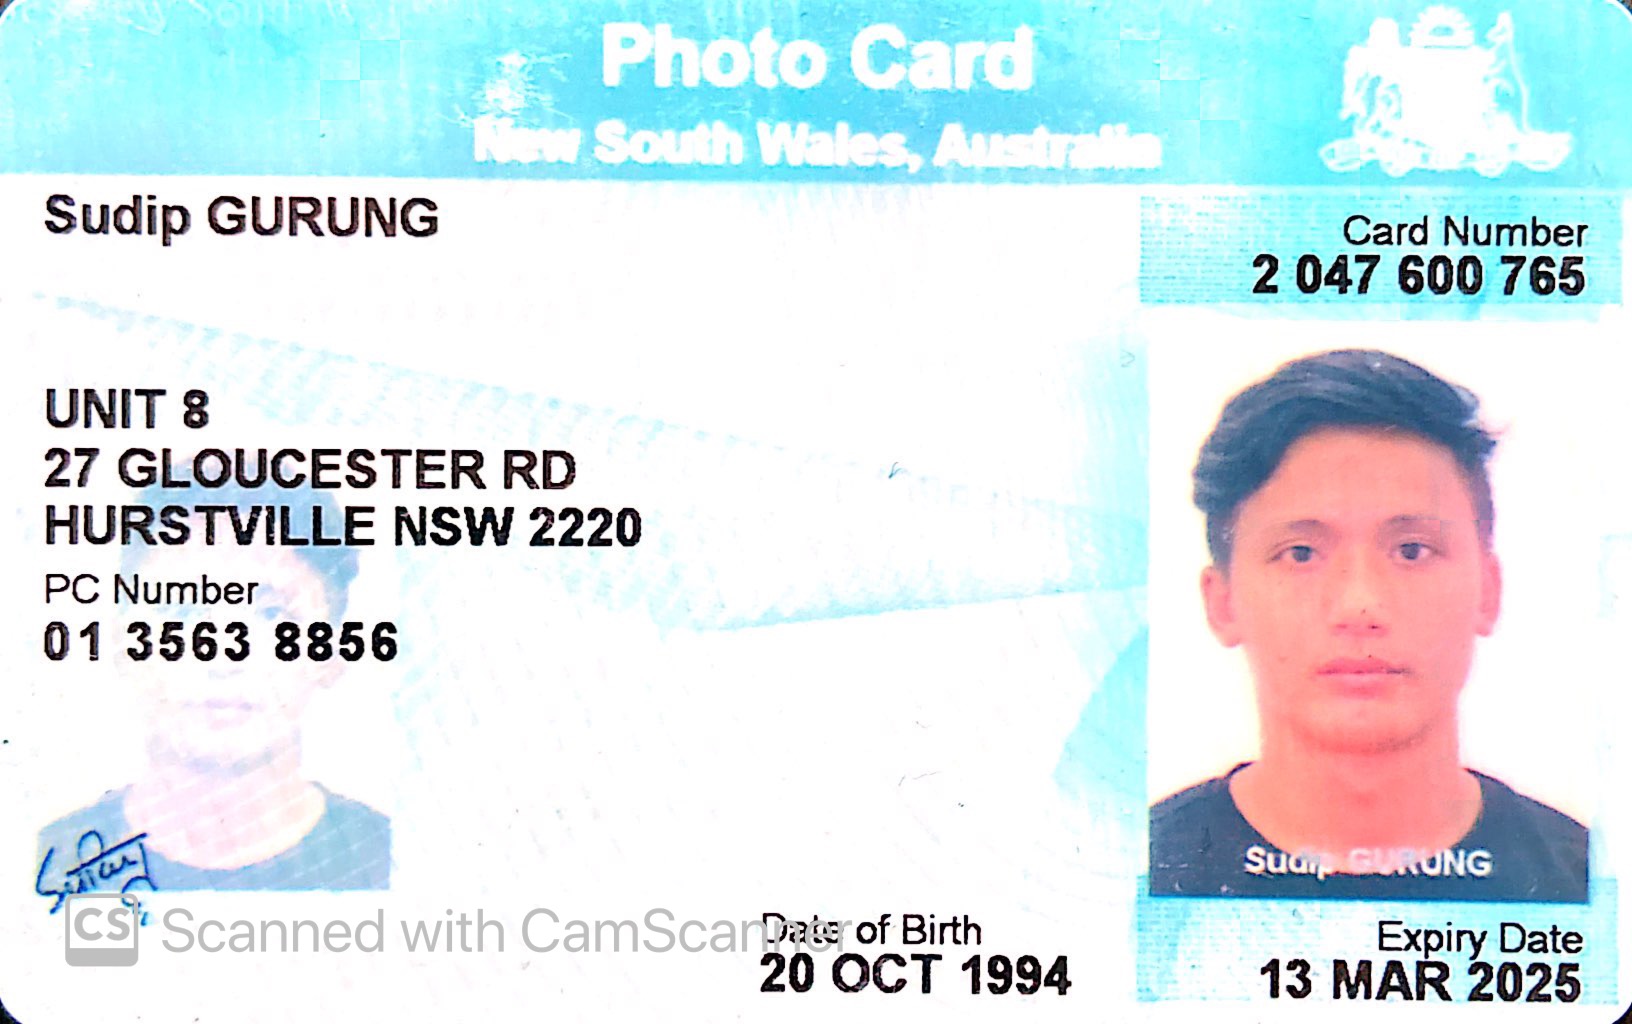 Photo Card
New South Wales, Australia
Sudip GURUNG
Card Number
2 047 600 765
UNIT 8
27 GLOUCESTER RD
HURSTVILLE NSW 2220
PC Number
01 3563 8856
Sudip GURUNG
Date of Birth
20 OCT 1994
Expiry Date
13 MAR 2025
CS Scanned with CamScanner